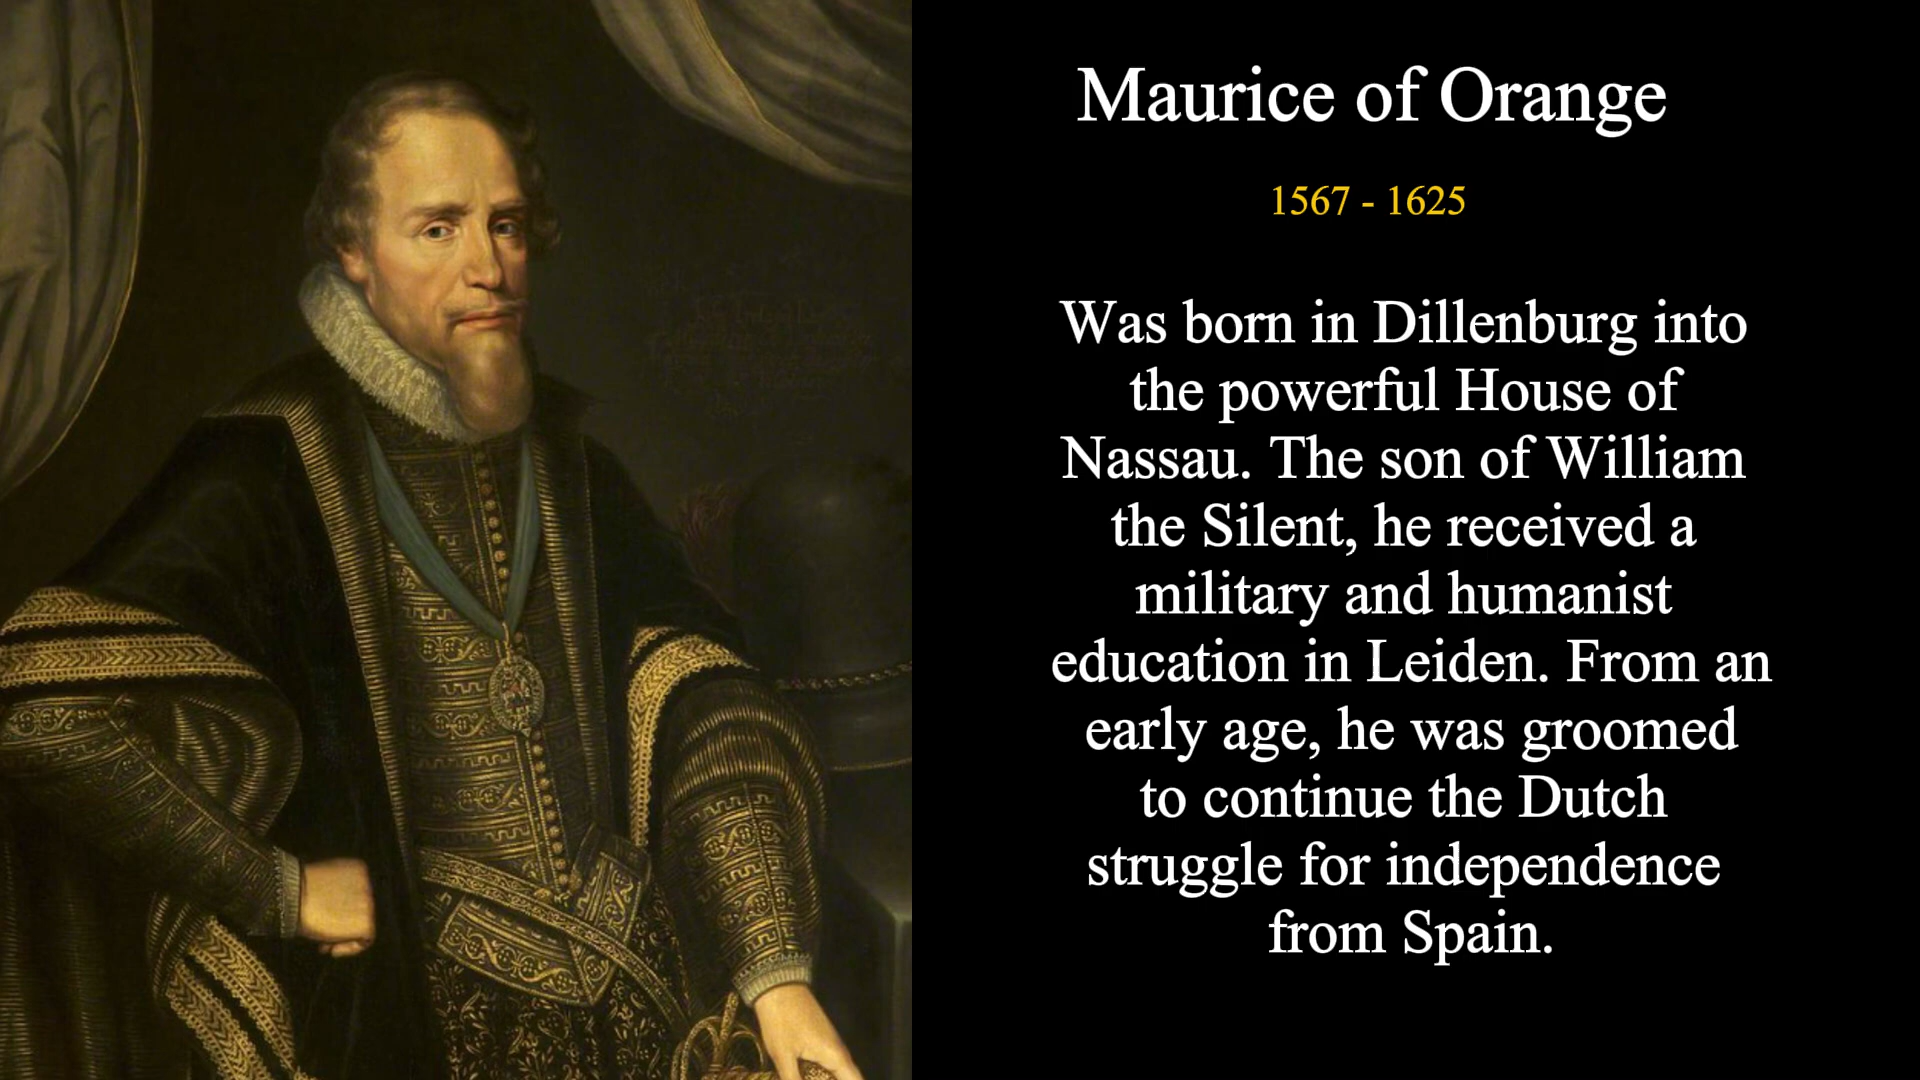 Maurice of Orange
1567 - 1625
Was born in Dillenburg into
the powerful House of
Nassau. The son of William
the Silent, he received a
military and humanist
education in Leiden. From an
early age, he was groomed
to continue the Dutch
struggle for independence
from Spain.